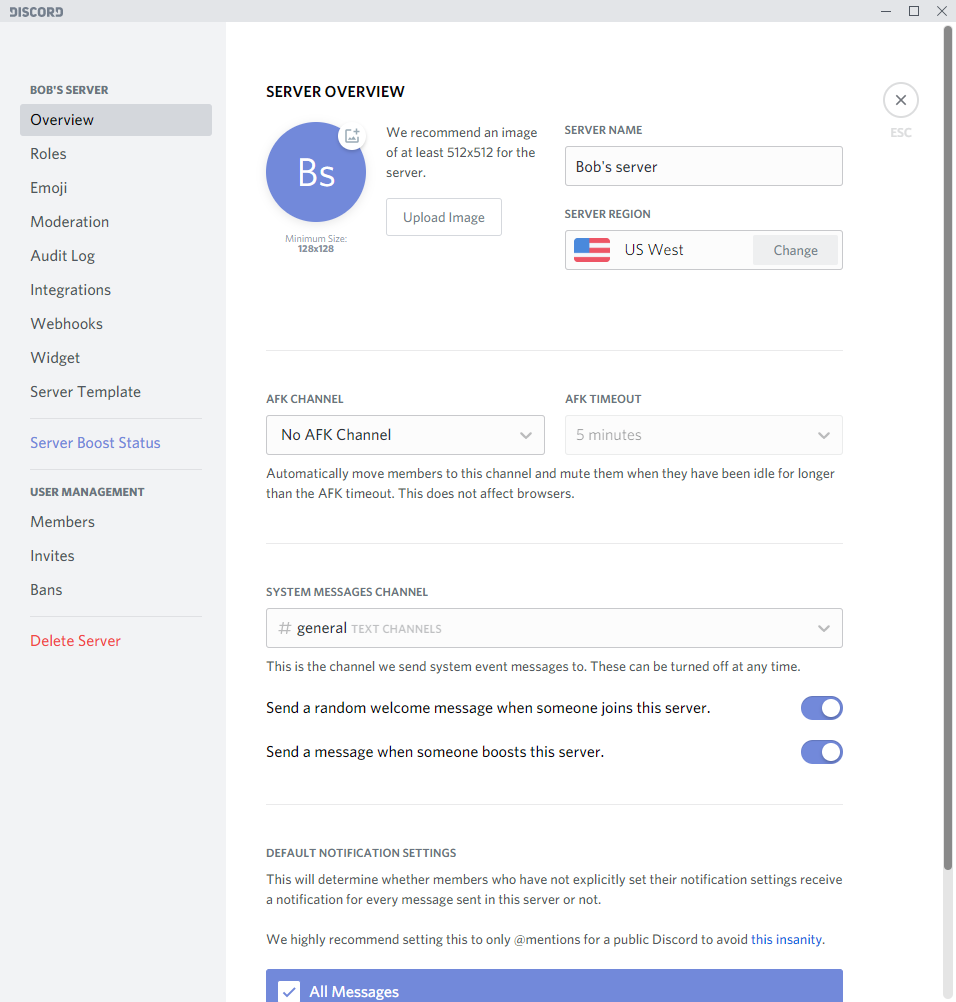 DISCORD
BOB'S SERVER
Overview
Roles
Emoji
Moderation
Audit Log
Integrations
Webhooks
Widget
Server Template
Server Boost Status
USER MANAGEMENT
Members
Invites
Bans
Delete Server
SERVER OVERVIEW
Bs
Minimum Size:
128x128
We recommend an image
of at least 512x512 for the
server.
Upload Image
SERVER NAME
Bob's server
SERVER REGION
US West
Change
ESC
AFK CHANNEL
No AFK Channel
AFK TIMEOUT
5 minutes
Automatically move members to this channel and mute them when they have been idle for longer
than the AFK timeout. This does not affect browsers.
SYSTEM MESSAGES CHANNEL
# general TEXT CHANNELS
This is the channel we send system event messages to. These can be turned off at any time.
Send a random welcome message when someone joins this server.
Send a message when someone boosts this server.
DEFAULT NOTIFICATION SETTINGS
This will determine whether members who have not explicitly set their notification settings receive
a notification for every message sent in this server or not.
We highly recommend setting this to only @mentions for a public Discord to avoid this insanity.
All Messages